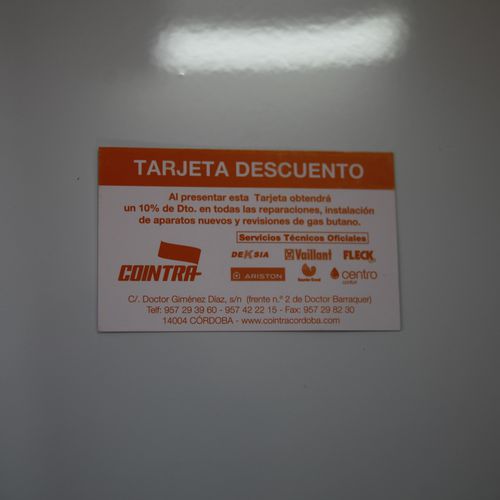 TARJETA DESCUENTO
Al presentar esta Tarjeta obtendrá
un 10% de Dto. en todas las reparaciones, instalación
de aparatos nuevos y revisiones de gas butano.
Servicios Técnicos Oficiales
DEKSIA Vaillant FLECK
COINTRA
ARISTON centro
confort
C/. Doctor Giménez Díaz, s/n (frente n.º 2 de Doctor Barraquer)
Telf: 957 29 39 60 - 957 42 22 15 - Fax: 957 29 82 30
14004 CÓRDOBA - www.cointracordoba.com